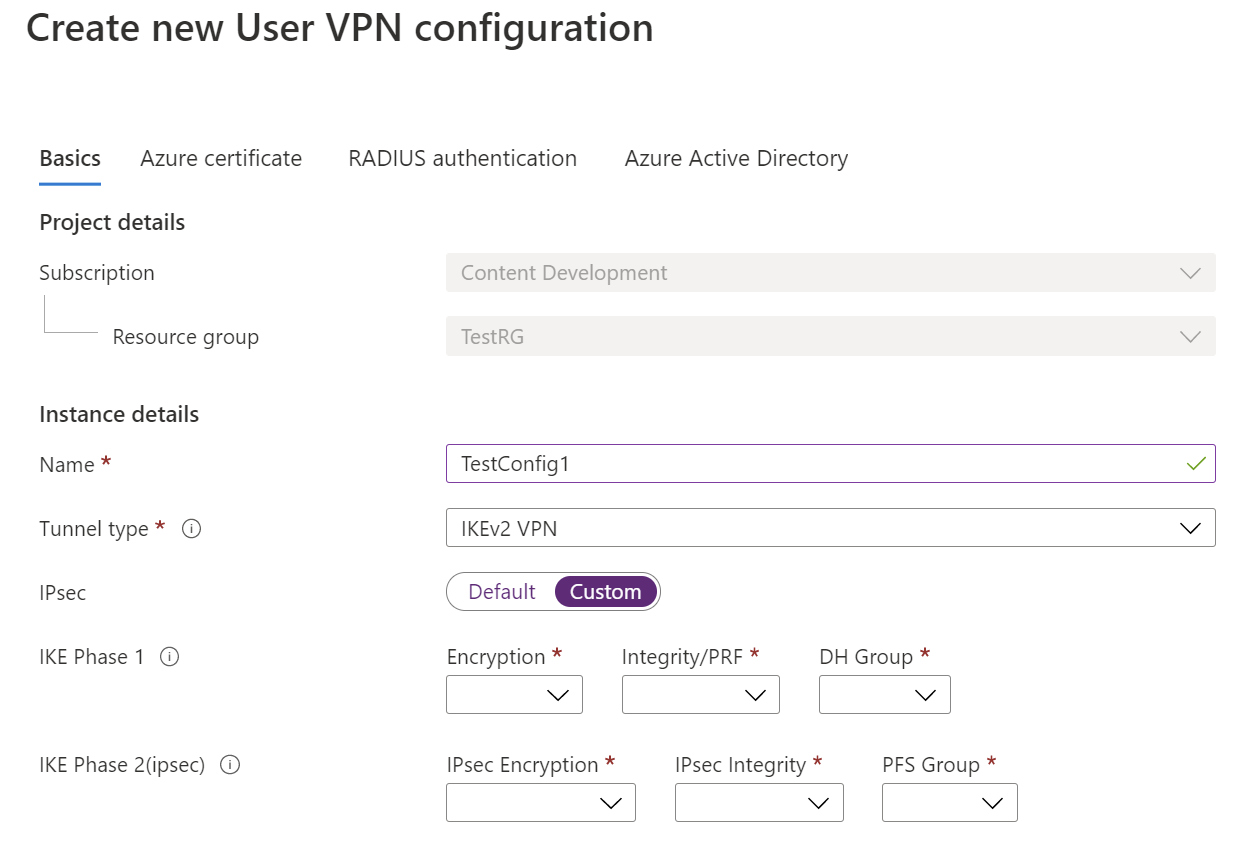 Create new User VPN configuration
Basics Azure certificate RADIUS authentication Azure Active Directory
Project details
Subscription Content Development
Resource group TestRG
Instance details
Name * TestConfig1
Tunnel type * IKEv2 VPN
IPsec Default Custom
IKE Phase 1 Encryption * Integrity/PRF * DH Group *
IKE Phase 2(ipsec) IPsec Encryption * IPsec Integrity * PFS Group *